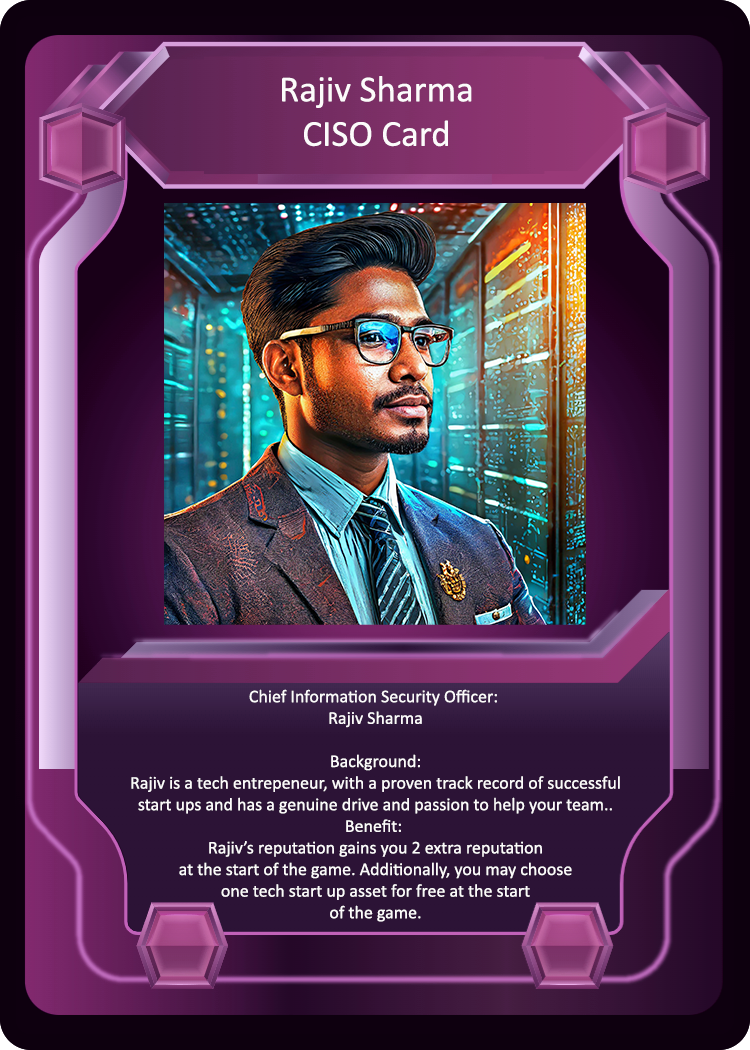 Rajiv Sharma
CISO Card
Chief Information Security Officer:
Rajiv Sharma
Background:
Rajiv is a tech entrepeneur, with a proven track record of successful
start ups and has a genuine drive and passion to help your team..
Benefit:
Rajiv’s reputation gains you 2 extra reputation
at the start of the game. Additionally, you may choose
one tech start up asset for free at the start
of the game.